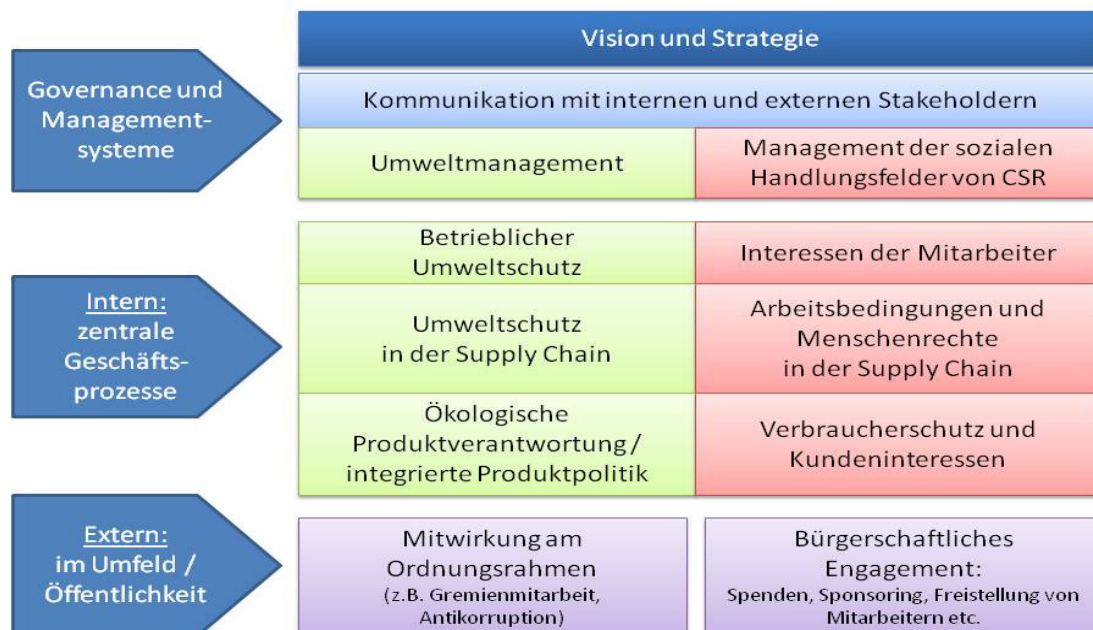 Governance und
Management-
systeme
Vision und Strategie
Kommunikation mit internen und externen Stakeholdern
Umweltmanagement
Management der sozialen
Handlungsfelder von CSR
Intern:
zentrale
Geschäfts-
prozesse
Betrieblicher
Umweltschutz
Interessen der Mitarbeiter
Umweltschutz
in der Supply Chain
Arbeitsbedingungen und
Menschenrechte
in der Supply Chain
Ökologische
Produktverantwortung /
integrierte Produktpolitik
Verbraucherschutz und
Kundeninteressen
Extern:
im Umfeld /
Öffentlichkeit
Mitwirkung am
Ordnungsrahmen
(z.B. Gremienmitarbeit,
Antikorruption)
Bürgerschaftliches
Engagement:
Spenden, Sponsoring, Freistellung von
Mitarbeitern etc.